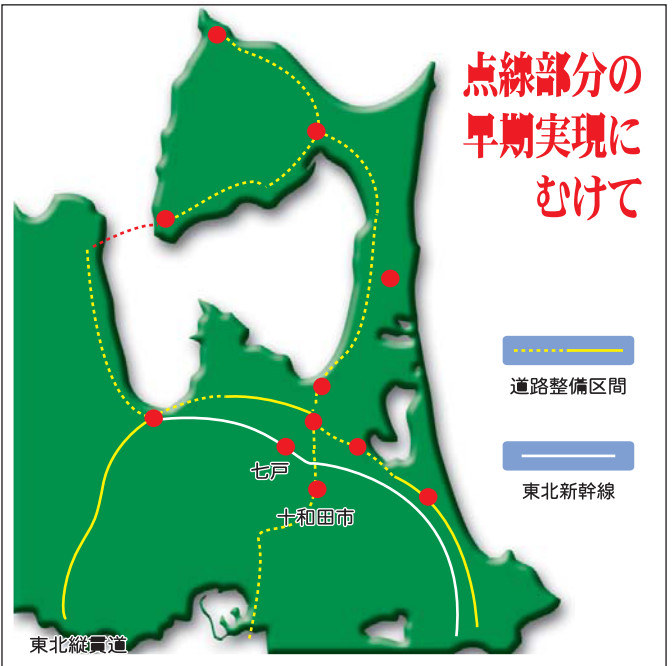 点線部分の
早期実現に
むけて
道路整備区間
東北新幹線
七戸
十和田市
東北縦貫道